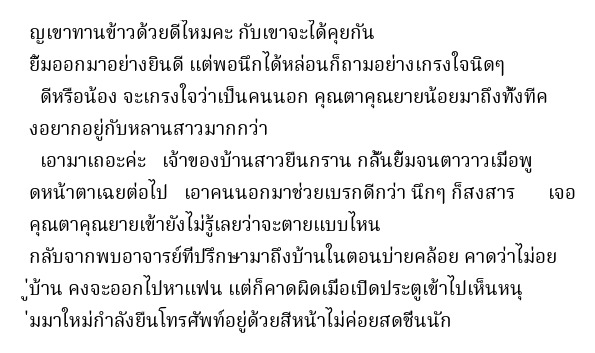 ญเขาทานข้าวด้วยดีไหมคะ กับเขาจะได้คุยกัน
ยิ้มออกมาอย่างยินดี แต่พอนึกได้หล่อนก็ถามอย่างเกรงใจนิดๆ
ดีหรือน้อง จะเกรงใจว่าเป็นคนนอก คุณตาคุณยายน้อยมาถึงทั้งทีค
งอยากอยู่กับหลานสาวมากกว่า
เอามาเถอะค่ะ เจ้าของบ้านสาวยืนกราน กลั้นยิ้มจนตาวาวเมื่อพู
ดหน้าตาเฉยต่อไป เอาคนนอกมาช่วยเบรกดีกว่า นึกๆ ก็สงสาร เจอ
คุณตาคุณยายเข้ายังไม่รู้เลยว่าจะตายแบบไหน
กลับจากพบอาจารย์ที่ปรึกษามาถึงบ้านในตอนบ่ายคล้อย คาดว่าไม่อย
ู่บ้าน คงจะออกไปหาแฟน แต่ก็คาดผิดเมื่อเปิดประตูเข้าไปเห็นหนุ
่มมาใหม่กำลังยืนโทรศัพท์อยู่ด้วยสีหน้าไม่ค่อยสดชื่นนัก